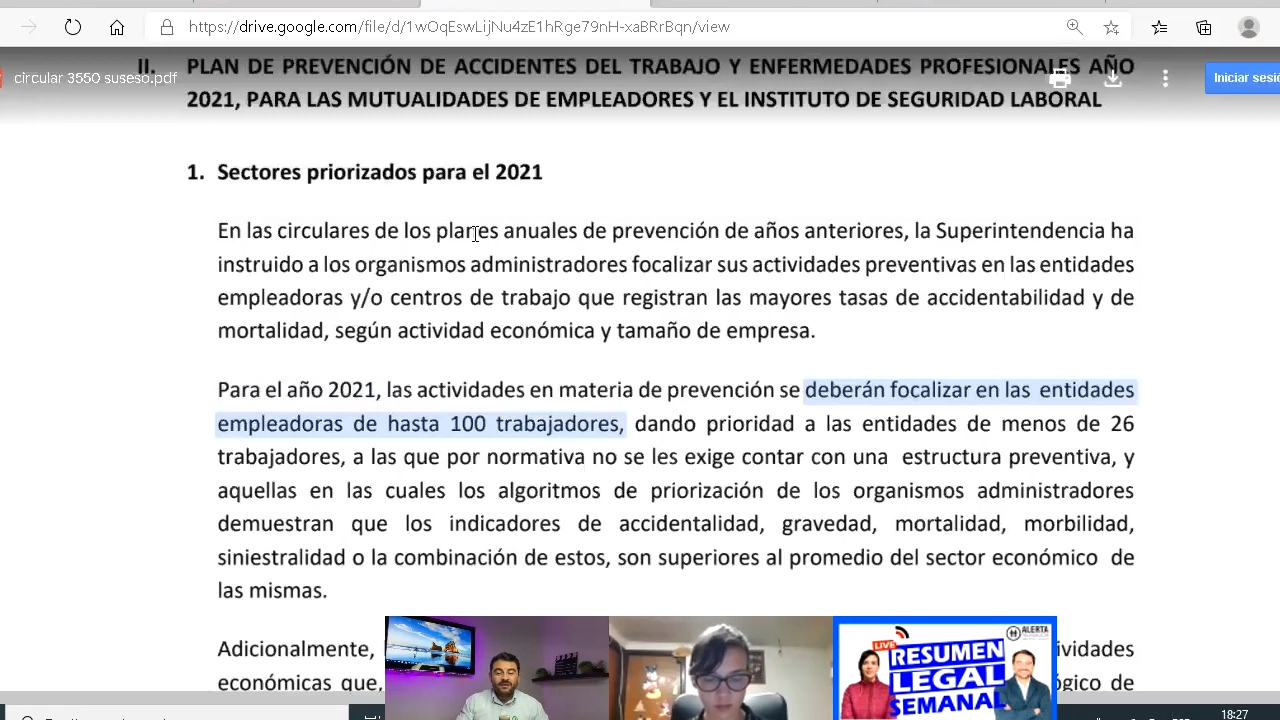 https://drive.google.com/file/d/1wOqEswLijNu4zE1hRge79nH-xaBRrBqn/view
II. PLAN DE PREVENCIÓN DE ACCIDENTES DEL TRABAJO Y ENFERMEDADES PROFESIONALES AÑO
circular 3550 suseso.pdf
Iniciar sesió
2021, PARA LAS MUTUALIDADES DE EMPLEADORES Y EL INSTITUTO DE SEGURIDAD LABORAL
1. Sectores priorizados para el 2021
En las circulares de los planes anuales de prevención de años anteriores, la Superintendencia ha
instruido a los organismos administradores focalizar sus actividades preventivas en las entidades
empleadoras y/o centros de trabajo que registran las mayores tasas de accidentabilidad y de
mortalidad, según actividad económica y tamaño de empresa.
Para el año 2021, las actividades en materia de prevención se deberán focalizar en las entidades
empleadoras de hasta 100 trabajadores, dando prioridad a las entidades de menos de 26
trabajadores, a las que por normativa no se les exige contar con una estructura preventiva, y
aquellas en las cuales los algoritmos de priorización de los organismos administradores
demuestran que los indicadores de accidentalidad, gravedad, mortalidad, morbilidad,
siniestralidad o la combinación de estos, son superiores al promedio del sector económico de
las mismas.
Adicionalmente, vidades
económicas que, ógico de
ALERTA
LIVE
RESUMEN
LEGAL
SEMANAL
18:27